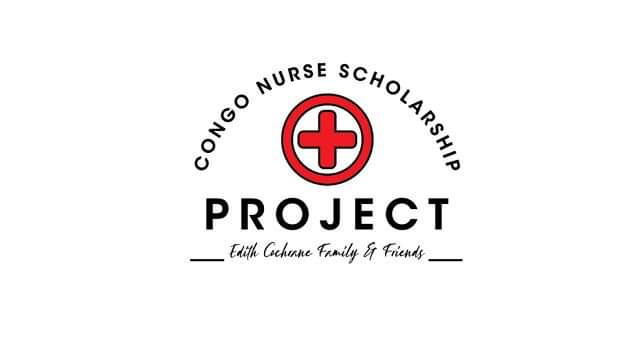 CONGO NURSE SCHOLARSHIP
PROJECT
Edith Cochrane Family & Friends